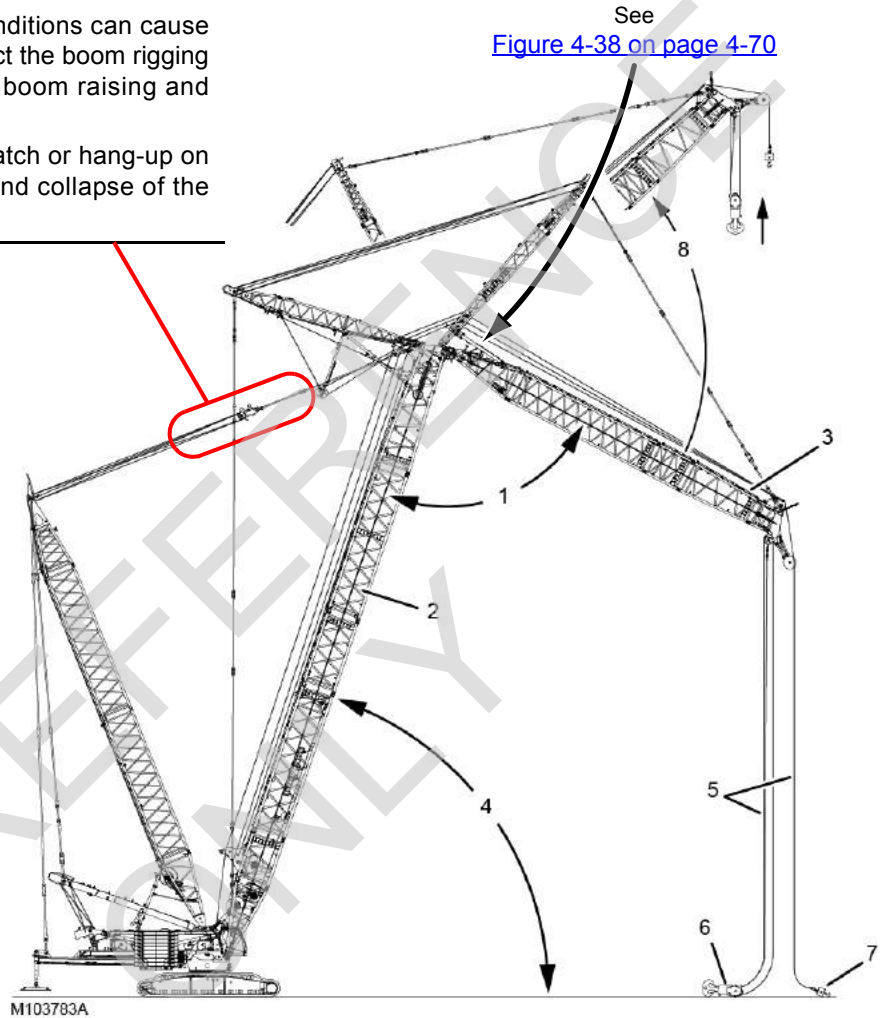 nditions can cause
ct the boom rigging
boom raising and
atch or hang-up on
nd collapse of the
See
Figure 4-38 on page 4-70
8
3
1
2
4
5
6
7
M103783A
REFERENCE
ONLY